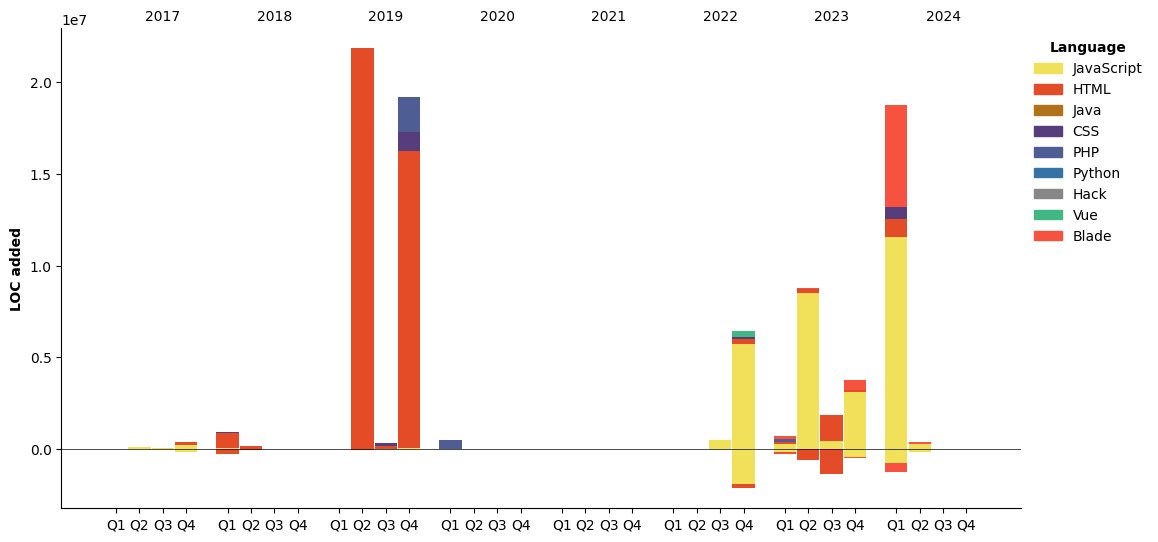 2017 2018 2019 2020 2021 2022 2023 2024
1e7
Language
JavaScript
HTML
Java
CSS
PHP
Python
Hack
Vue
Blade
LOC added
2.0
1.5
1.0
0.5
0.0
Q1 Q2 Q3 Q4 Q1 Q2 Q3 Q4 Q1 Q2 Q3 Q4 Q1 Q2 Q3 Q4 Q1 Q2 Q3 Q4 Q1 Q2 Q3 Q4 Q1 Q2 Q3 Q4 Q1 Q2 Q3 Q4